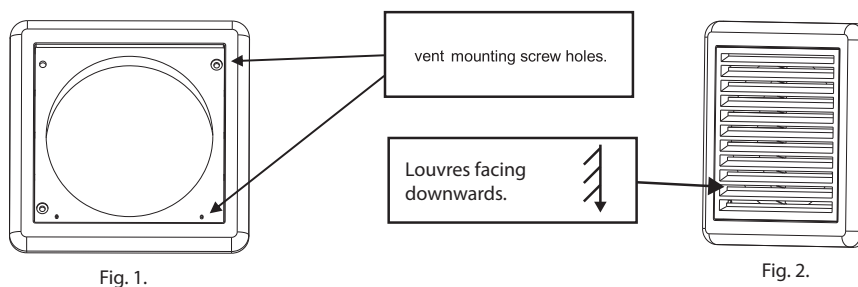 vent mounting screw holes.
Louvres facing
downwards.
Fig. 1.
Fig. 2.